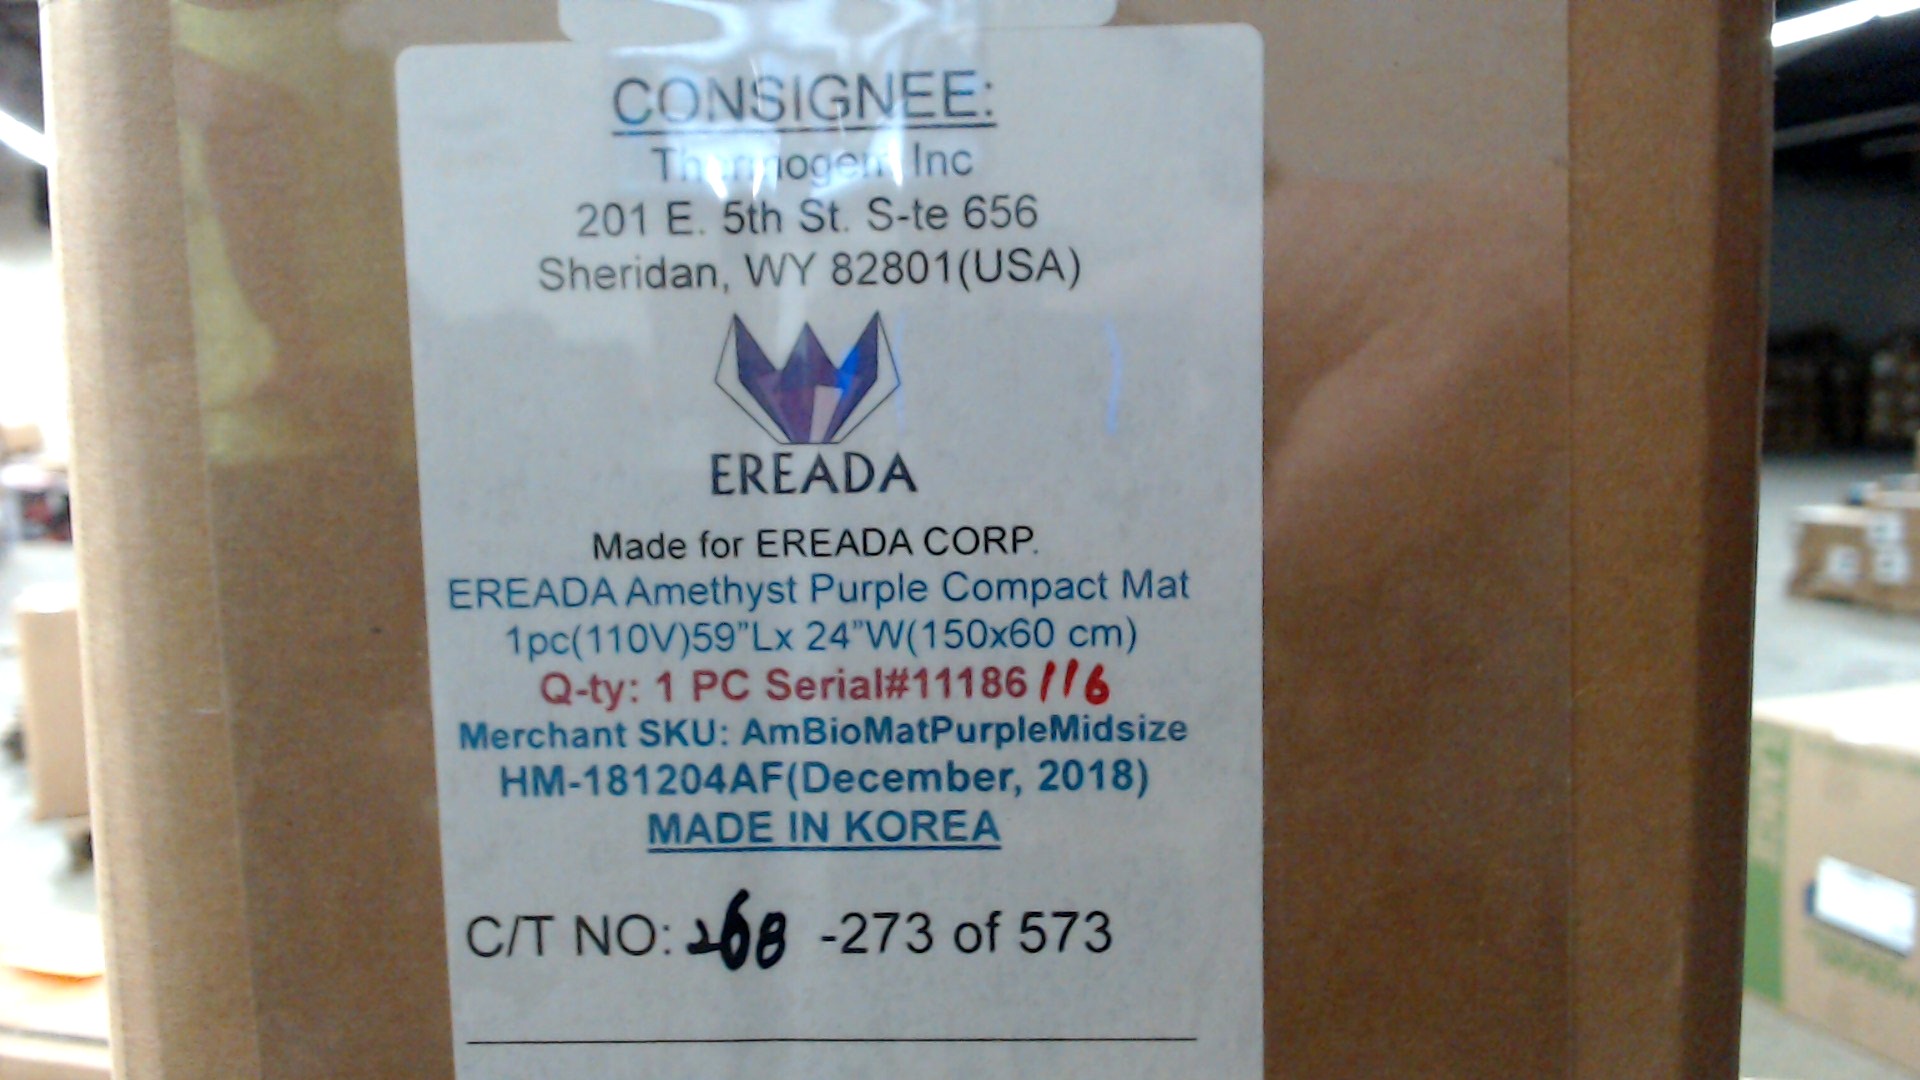 CONSIGNEE:
Inc
201 E. 5th St. S-te 656
Sheridan, WY 82801(USA)
EREADA
Made for EREADA CORP.
EREADA Amethyst Purple Compact Mat
1pc(110V)59”Lx 24”W(150x60 cm)
Q-ty: 1 PC Serial#11186116
Merchant SKU: AmBioMatPurpleMidsize
HM-181204AF(December, 2018)
MADE IN KOREA
C/T NO: 268 -273 of 573